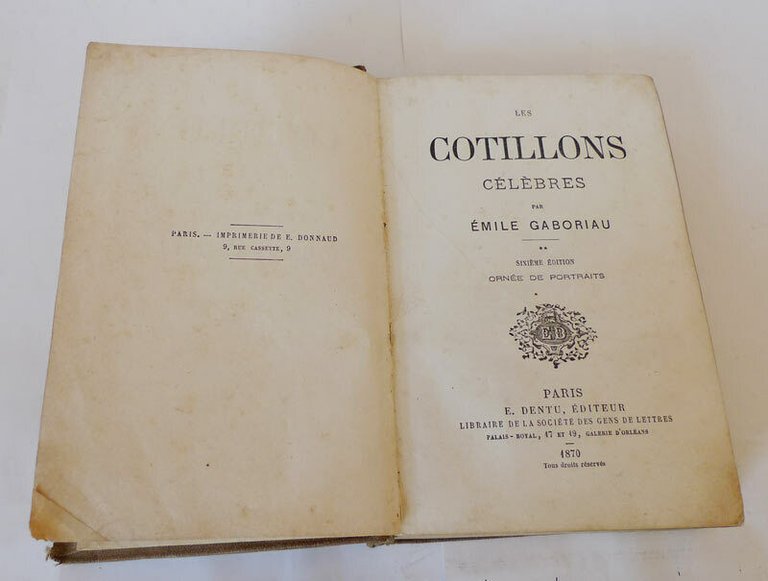 PARIS. — IMPRIMERIE DE E. DONNAUD
9, RUE CASSETTE, 9
LES
COTILLONS
CÉLÈBRES
PAR
ÉMILE GABORIAU
**
SIXIÈME ÉDITION
ORNÉE DE PORTRAITS
ED
PARIS
E. DENTU, ÉDITEUR
LIBRAIRE DE LA SOCIÉTÉ DES GENS DE LETTRES
PALAIS-ROYAL, 17 ET 19, GALERIE D'ORLÉANS
1870
Tous droits réservés